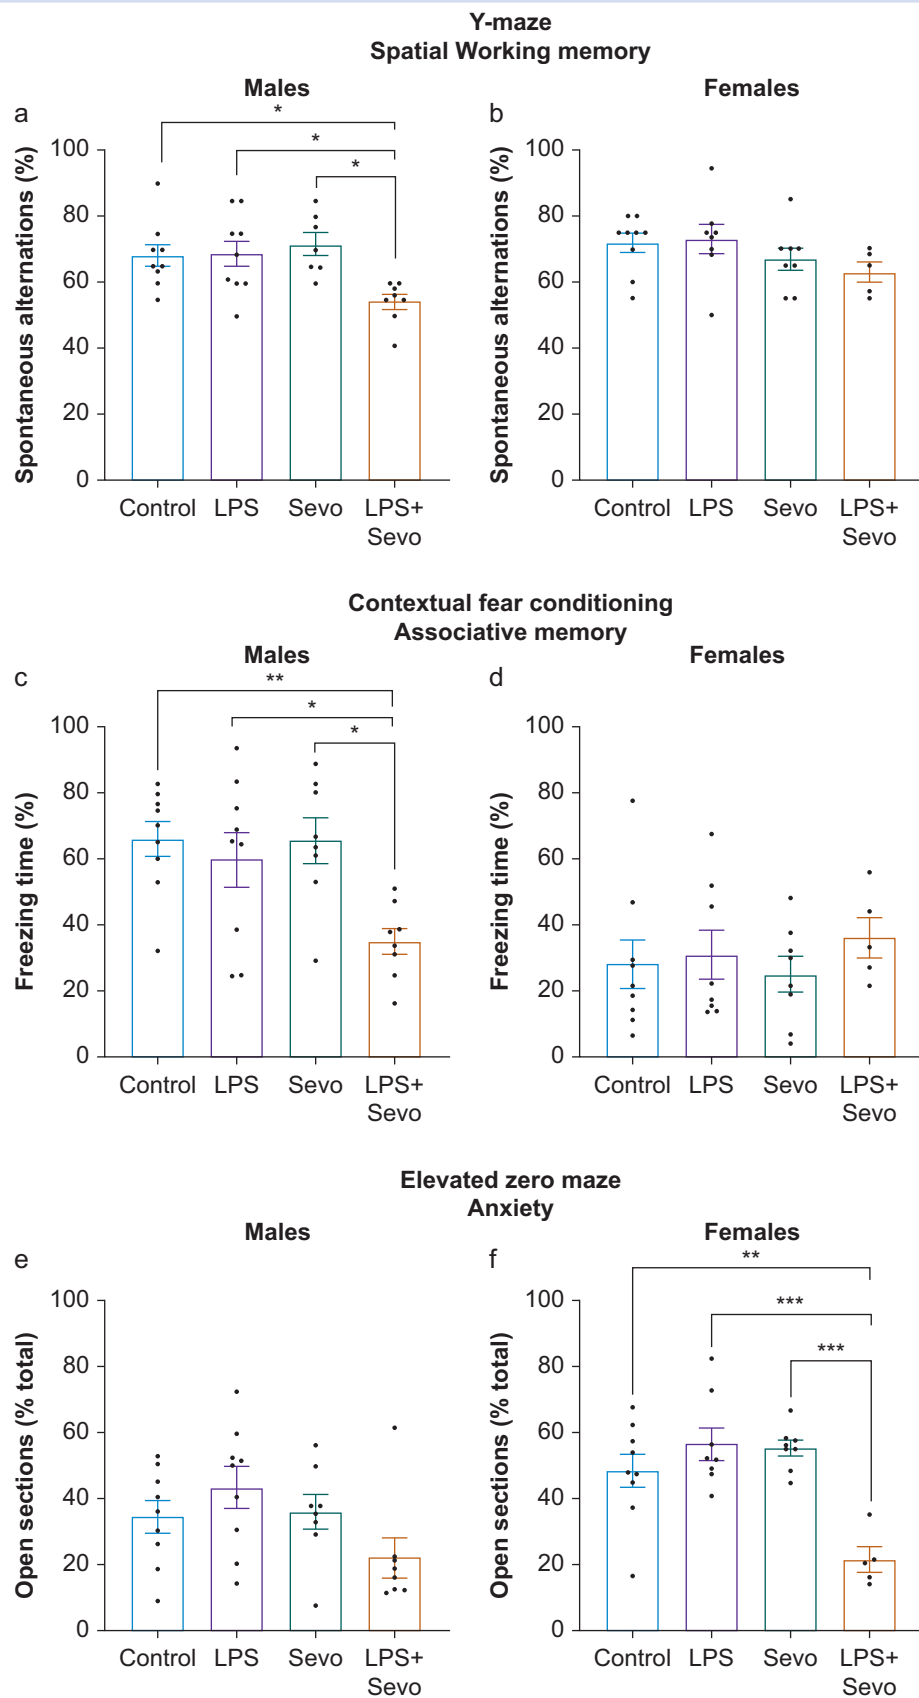 Y-maze
Spatial Working memory
Males
Females
a
b
*
*
*
Spontaneous alternations (%)
100
80
60
40
20
0
Control
LPS
Sevo
LPS+
Sevo
Spontaneous alternations (%)
100
80
60
40
20
0
Control
LPS
Sevo
LPS+
Sevo
Contextual fear conditioning
Associative memory
Males
Females
c
d
**
*
*
Freezing time (%)
100
80
60
40
20
0
Control
LPS
Sevo
LPS+
Sevo
Freezing time (%)
100
80
60
40
20
0
Control
LPS
Sevo
LPS+
Sevo
Elevated zero maze
Anxiety
Males
Females
e
f
Open sections (% total)
100
80
60
40
20
0
Control
LPS
Sevo
LPS+
Sevo
**
***
***
Open sections (% total)
100
80
60
40
20
0
Control
LPS
Sevo
LPS+
Sevo